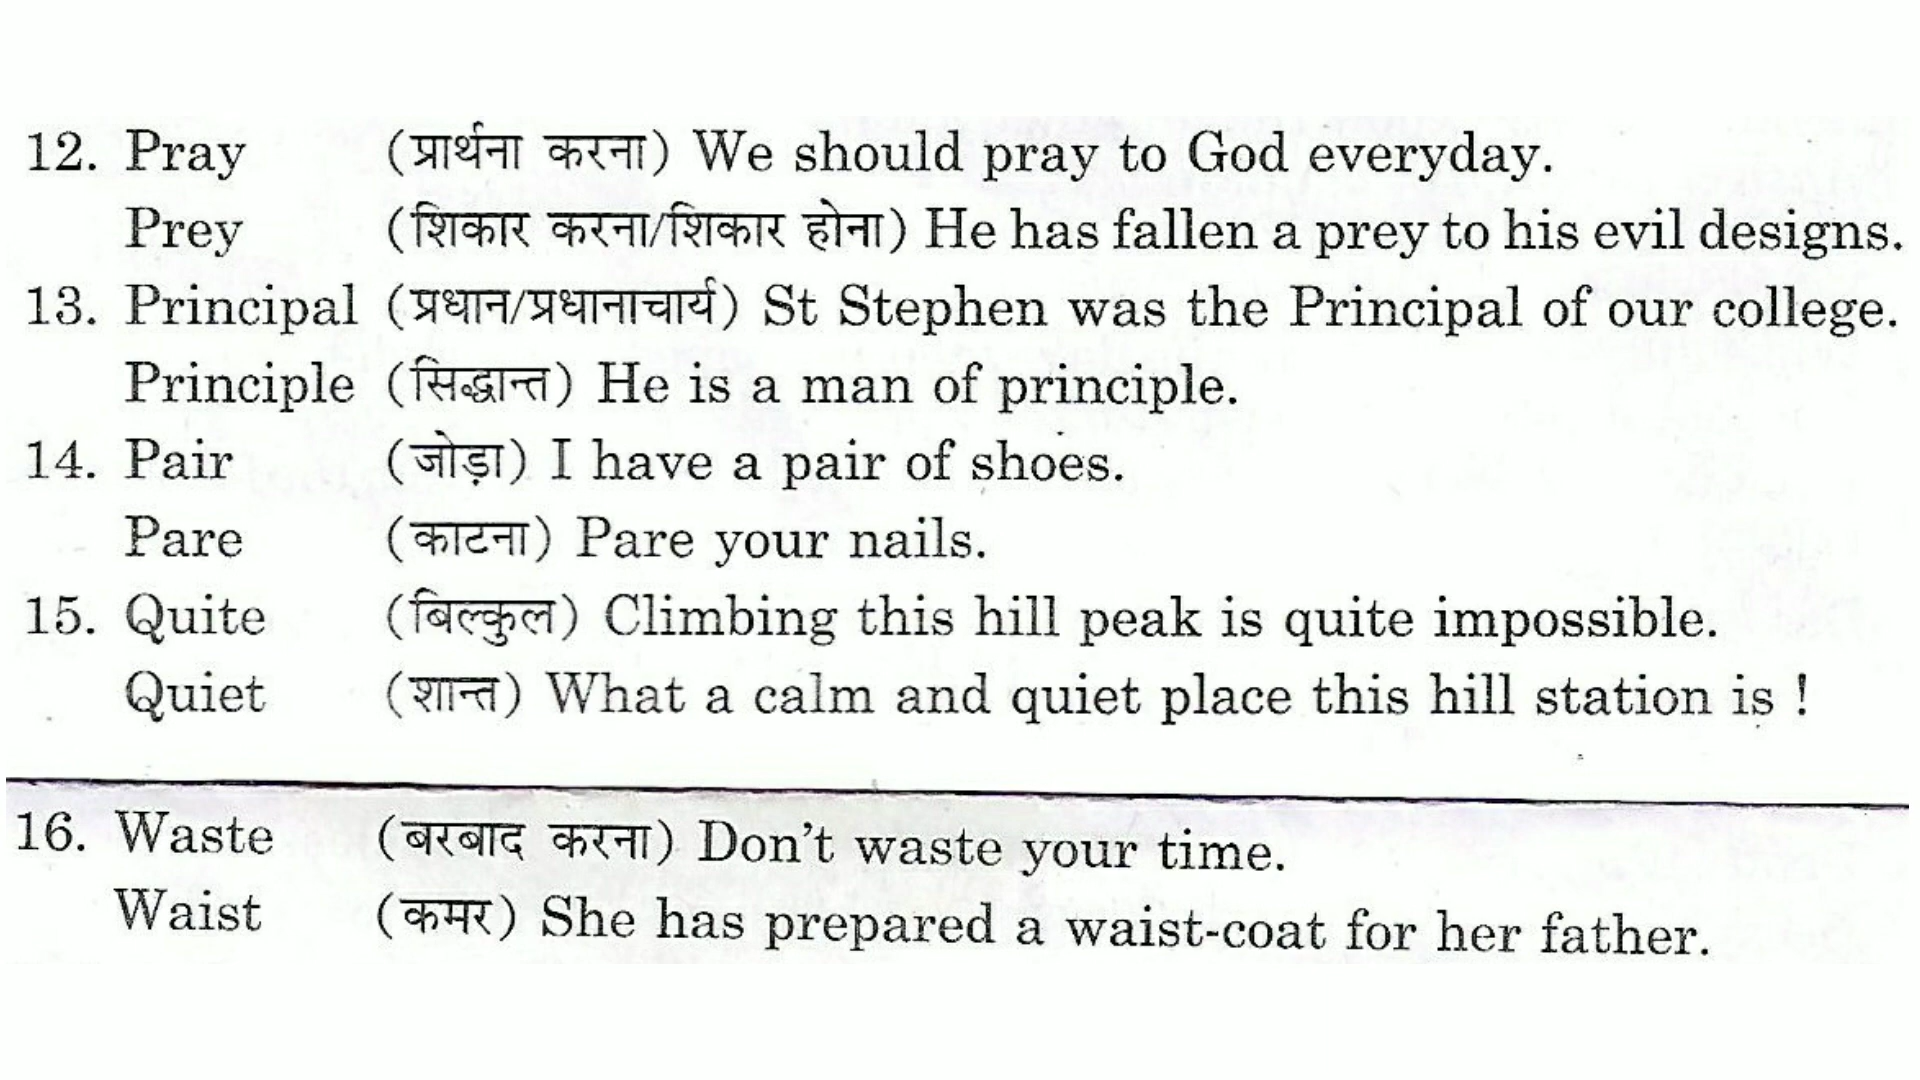 12. Pray (प्रार्थना करना) We should pray to God everyday.
Prey (शिकार करना/शिकार होना) He has fallen a prey to his evil designs.
13. Principal (प्रधान/प्रधानाचार्य) St Stephen was the Principal of our college.
Principle (सिद्धान्त) He is a man of principle.
14. Pair (जोड़ा) I have a pair of shoes.
Pare (काटना) Pare your nails.
15. Quite (बिल्कुल) Climbing this hill peak is quite impossible.
Quiet (शान्त) What a calm and quiet place this hill station is !
16. Waste (बरबाद करना) Don't waste your time.
Waist (कमर) She has prepared a waist-coat for her father.